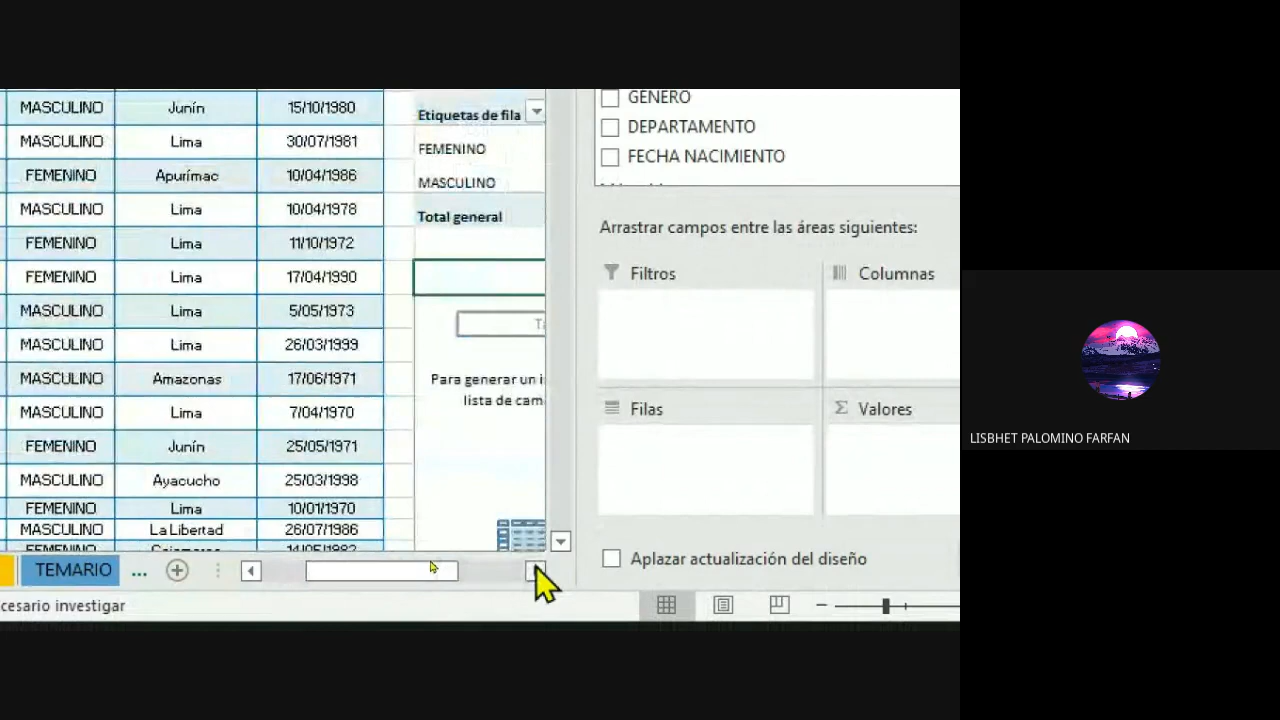 MASCULINO Junín 15/10/1980
MASCULINO Lima 30/07/1981
FEMENINO Apurímac 10/04/1986
MASCULINO Lima 10/04/1978
FEMENINO Lima 11/10/1972
FEMENINO Lima 17/04/1990
MASCULINO Lima 5/05/1973
MASCULINO Lima 26/03/1999
MASCULINO Amazonas 17/06/1971
MASCULINO Lima 7/04/1970
FEMENINO Junín 25/05/1971
MASCULINO Ayacucho 25/03/1998
FEMENINO Lima 10/01/1970
MASCULINO La Libertad 26/07/1986
FEMENINO Cajamarca 14/05/1982
Etiquetas de fila
FEMENINO
MASCULINO
Total general
Para generar un i
lista de cam
GENERO
DEPARTAMENTO
FECHA NACIMIENTO
Arrastrar campos entre las áreas siguientes:
Filtros
Columnas
Filas
Σ Valores
Aplazar actualización del diseño
TEMARIO ...
cesario investigar
LISBHET PALOMINO FARFAN